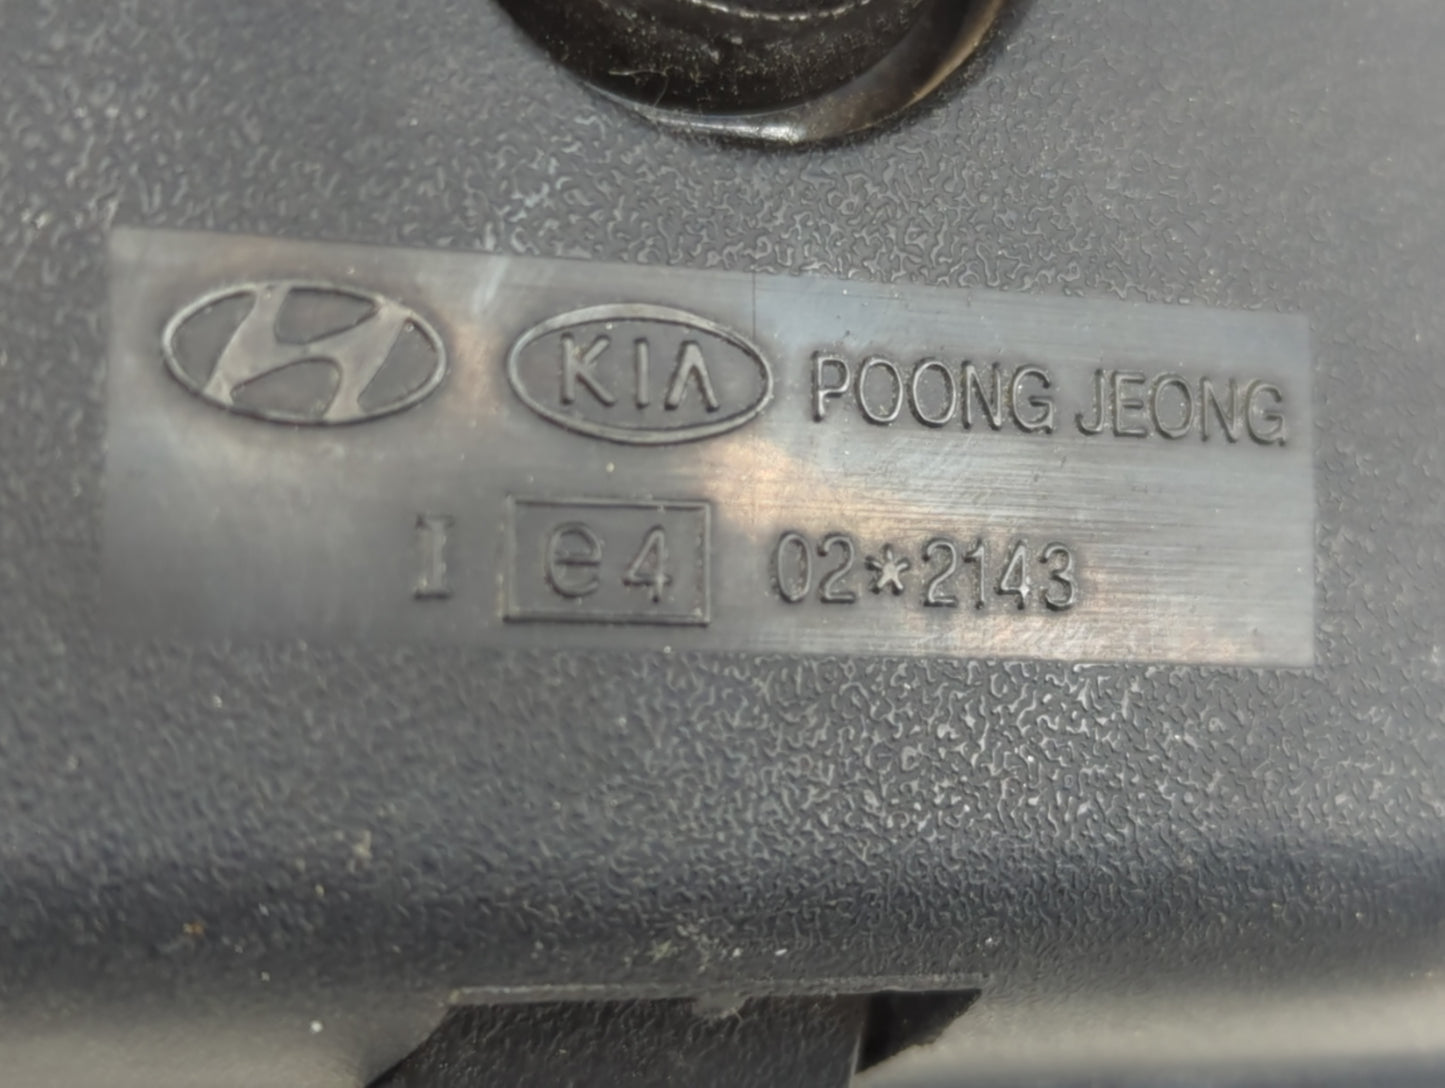 KIA POONG JEONG
I e4 02*2143